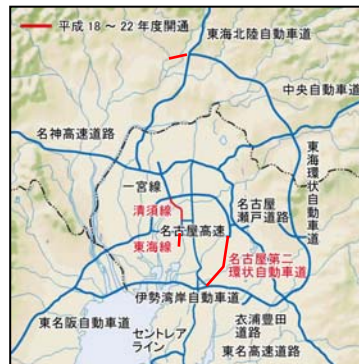 平成18～22年度開通
東海北陸自動車道
中央自動車道
名神高速道路
東海環状自動車道
一宮線
清須線
名古屋
瀬戸道路
名古屋高速
東海線
名古屋第二
環状自動車道
伊勢湾岸自動車道
東名阪自動車道
衣浦豊田
道路
セントレア
ライン
東名高速道路